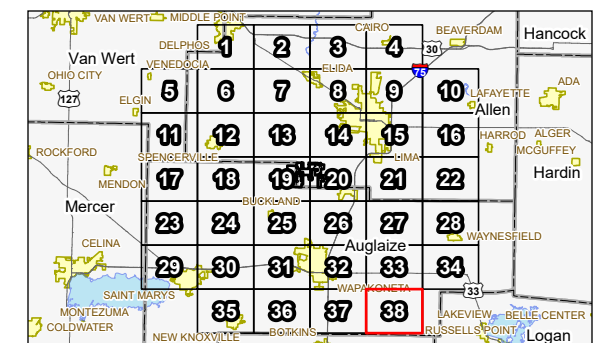 VAN WERT
MIDDLE POINT
CAIRO
BEAVERDAM
Hancock
DELPHOS
1
2
3
4
30
Van Wert
VENEDOCIA
ELIDA
75
OHIO CITY
ADA
127
ELGIN
5
6
7
8
9
10
LAFAYETTE
Allen
11
12
13
14
15
16
HARROD
ALGER
ROCKFORD
SPENCERVILLE
LIMA
MCGUFFEY
Hardin
MENDON
17
18
19
20
21
22
Mercer
BUCKLAND
23
24
25
26
27
28
WAYNESFIELD
CELINA
Auglaize
29
30
31
32
33
34
SAINT MARYS
WAPAKONETA
33
MONTEZUMA
35
36
37
38
LAKEVIEW
BELLE CENTER
COLDWATER
RUSSELLS POINT
NEW KNOXVILLE
BOTKINS
Logan